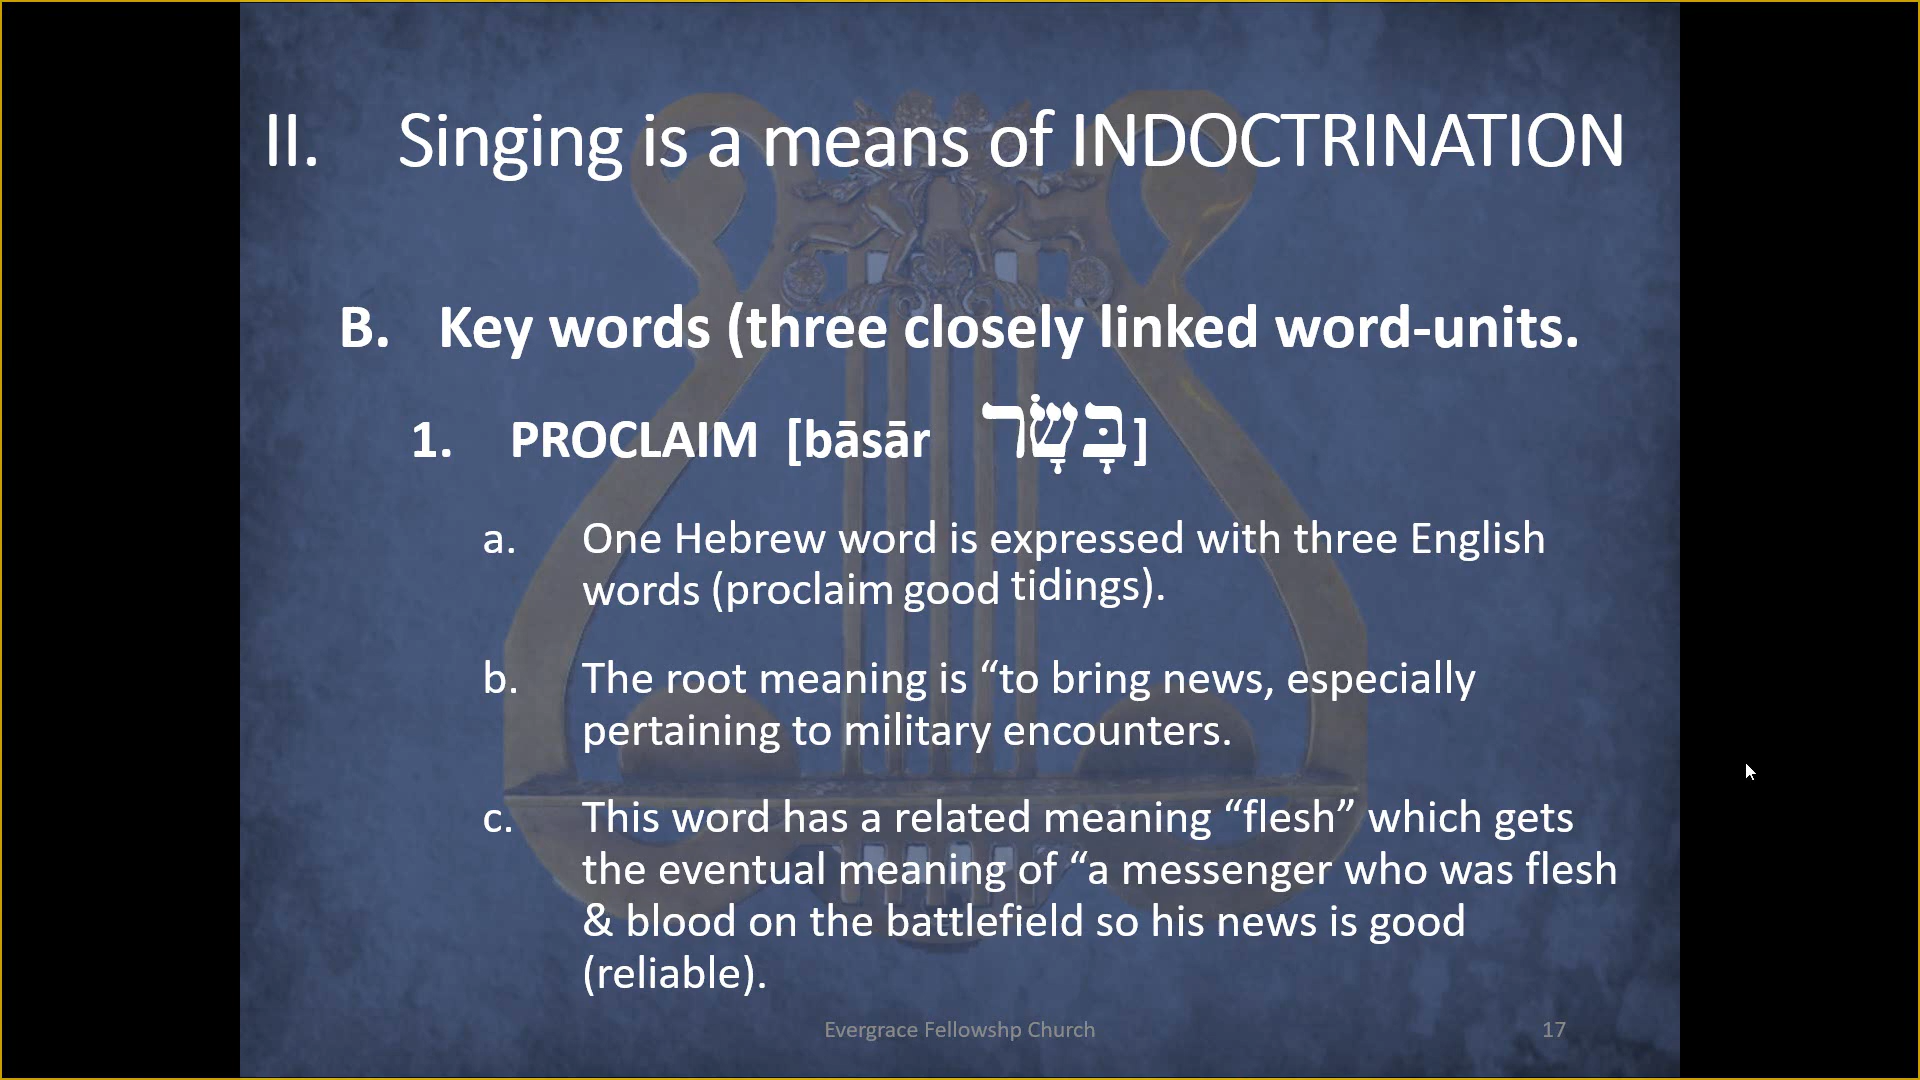 II. Singing is a means of INDOCTRINATION
B. Key words (three closely linked word-units.
1. PROCLAIM [bāsār בָּשָׂר]
a. One Hebrew word is expressed with three English
words (proclaim good tidings).
b. The root meaning is “to bring news, especially
pertaining to military encounters.
c. This word has a related meaning “flesh” which gets
the eventual meaning of “a messenger who was flesh
& blood on the battlefield so his news is good
(reliable).
Evergrace Fellowshp Church 17